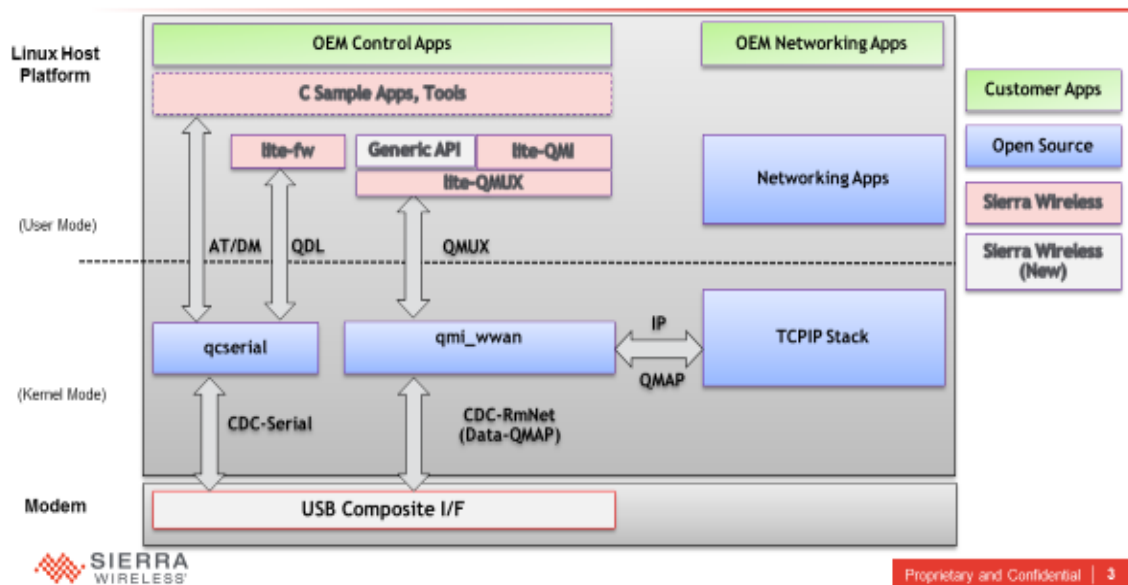 Linux Host
Platform
OEM Control Apps
OEM Networking Apps
C Sample Apps, Tools
Customer Apps
lite-fw
Generic API
lite-QMI
lite-QMUX
Networking Apps
Open Source
Sierra Wireless
(User Mode)
AT/DM
QDL
QMUX
Sierra Wireless
(New)
qcserial
qmi_wwan
IP
QMAP
TCPIP Stack
(Kernel Mode)
CDC-Serial
CDC-RmNet
(Data-QMAP)
Modem
USB Composite I/F
SIERRA
WIRELESS
Proprietary and Confidential | 3